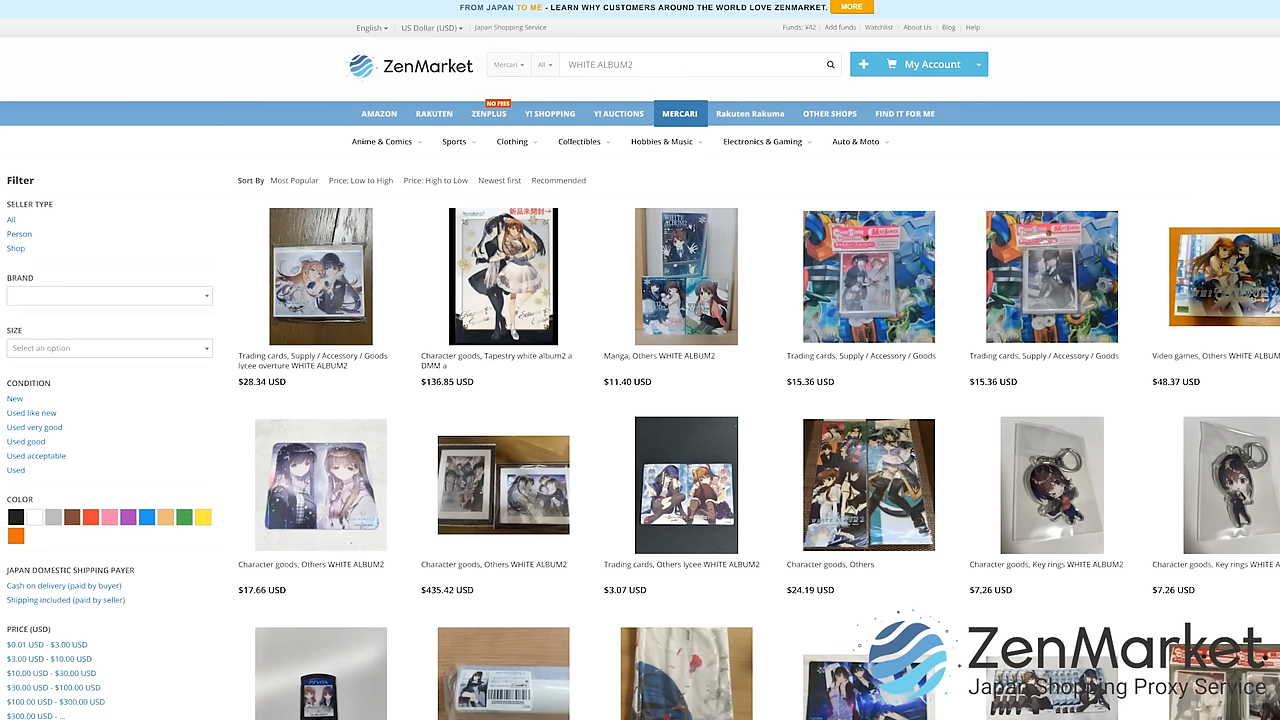 FROM JAPAN TO ME - LEARN WHY CUSTOMERS AROUND THE WORLD LOVE ZENMARKET. MORE
English US Dollar (USD) Japan Shopping Service Funds: ¥42 Add funds Watchlist About Us Blog Help
ZenMarket Mercari All WHITE ALBUM2 My Account
NO FEES
AMAZON RAKUTEN ZENPLUS Y! SHOPPING Y! AUCTIONS MERCARI Rakuten Rakuma OTHER SHOPS FIND IT FOR ME
Anime & Comics Sports Clothing Collectibles Hobbies & Music Electronics & Gaming Auto & Moto
Filter
SELLER TYPE
All
Person
Shop
BRAND
SIZE
Select an option
CONDITION
New
Used like new
Used very good
Used good
Used acceptable
Used
COLOR
JAPAN DOMESTIC SHIPPING PAYER
Cash on delivery (paid by buyer)
Shipping included (paid by seller)
PRICE (USD)
$0.01 USD - $3.00 USD
$3.00 USD - $10.00 USD
$10.00 USD - $30.00 USD
$30.00 USD - $100.00 USD
$100.00 USD - $300.00 USD
$300.00 USD - ...
Sort By Most Popular Price: Low to High Price: High to Low Newest first Recommended
新品未開封→
WHITE
ALBUM2
Trading cards, Supply / Accessory / Goods
lycee overture WHITE ALBUM2
$28.34 USD
Character goods, Tapestry white album2 a
DMM a
$136.85 USD
Manga, Others WHITE ALBUM2
$11.40 USD
Trading cards, Supply / Accessory / Goods
$15.36 USD
Trading cards, Supply / Accessory / Goods
$15.36 USD
Video games, Others WHITE ALBUM
$48.37 USD
Character goods, Others WHITE ALBUM2
$17.66 USD
Character goods, Others WHITE ALBUM2
$435.42 USD
Trading cards, Others lycee WHITE ALBUM2
$3.07 USD
Character goods, Others
$24.19 USD
Character goods, Key rings WHITE ALBUM2
$7.26 USD
Character goods, Key rings WHITE A
$7.26 USD
ZenMarket
Japan Shopping Proxy Service